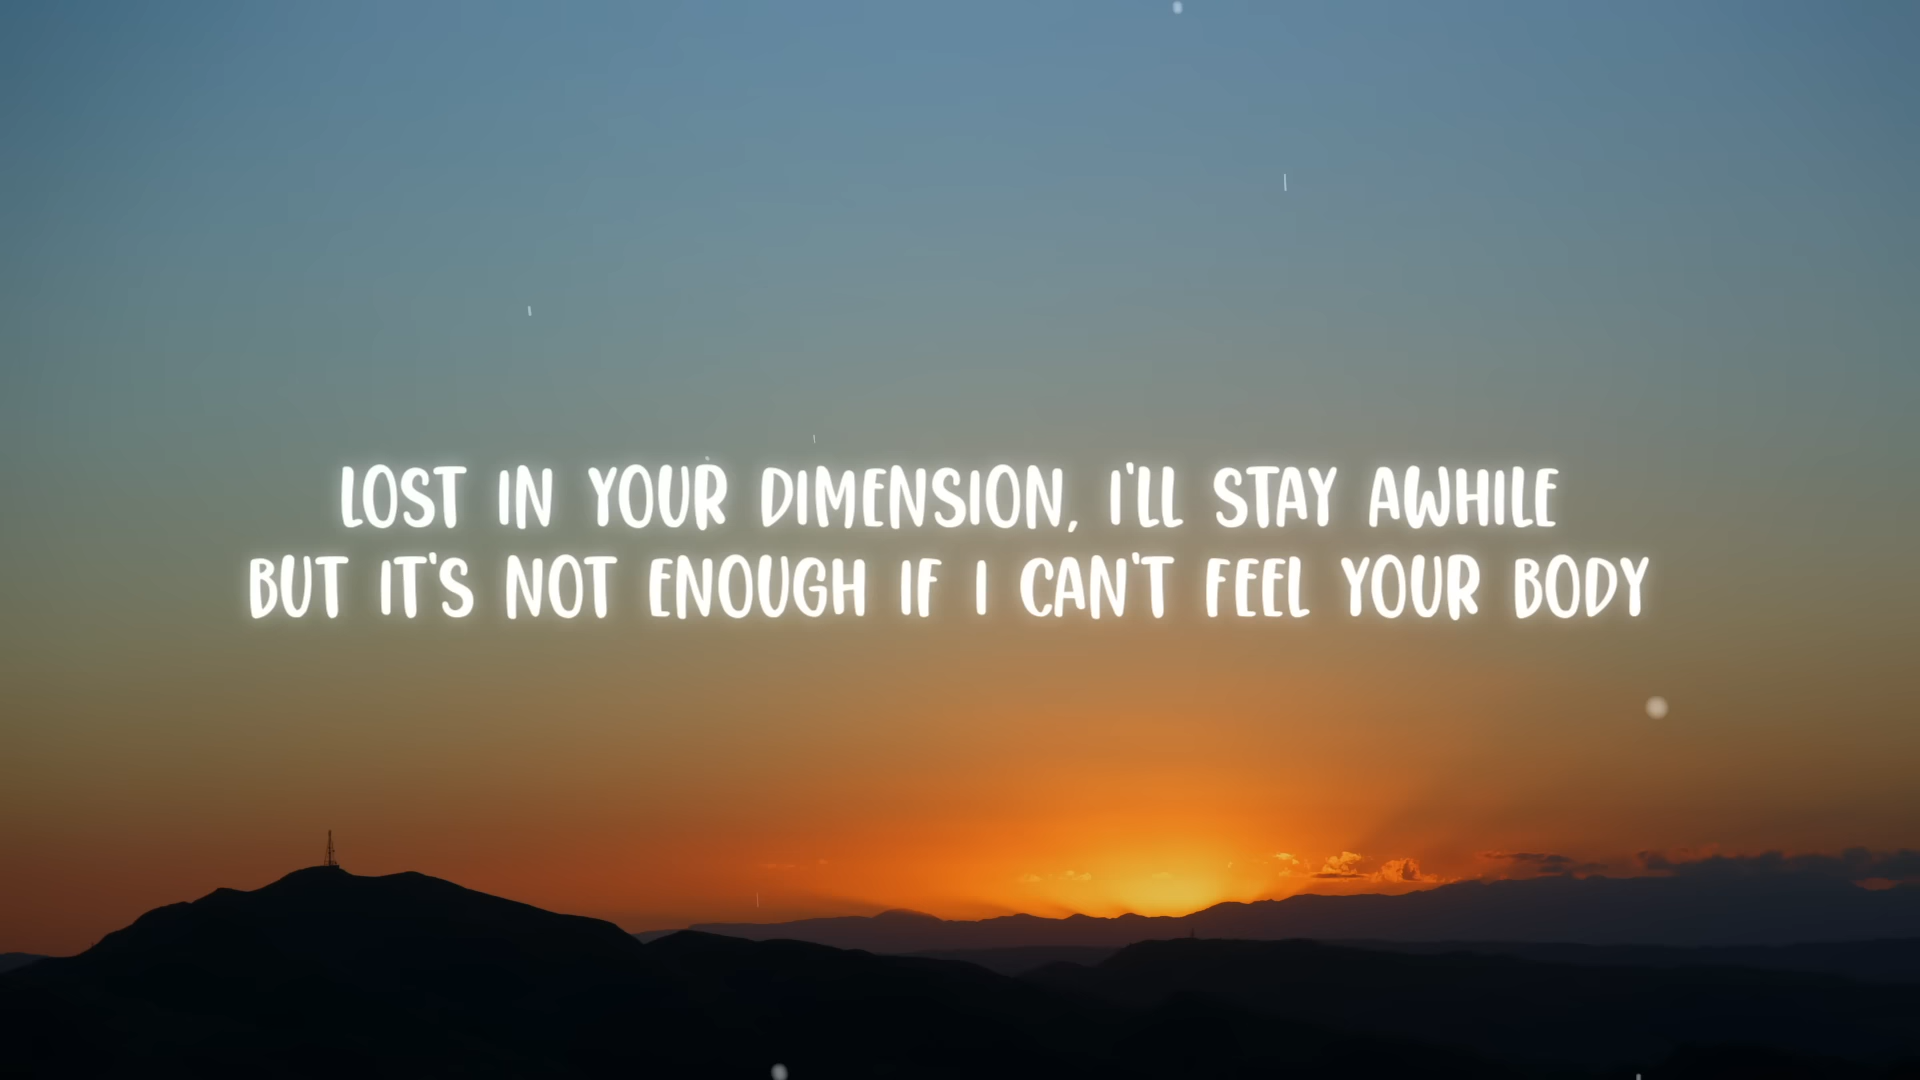 LOST IN YOUR DIMENSION, I'LL STAY AWHILE
BUT IT'S NOT ENOUGH IF I CAN'T FEEL YOUR BODY